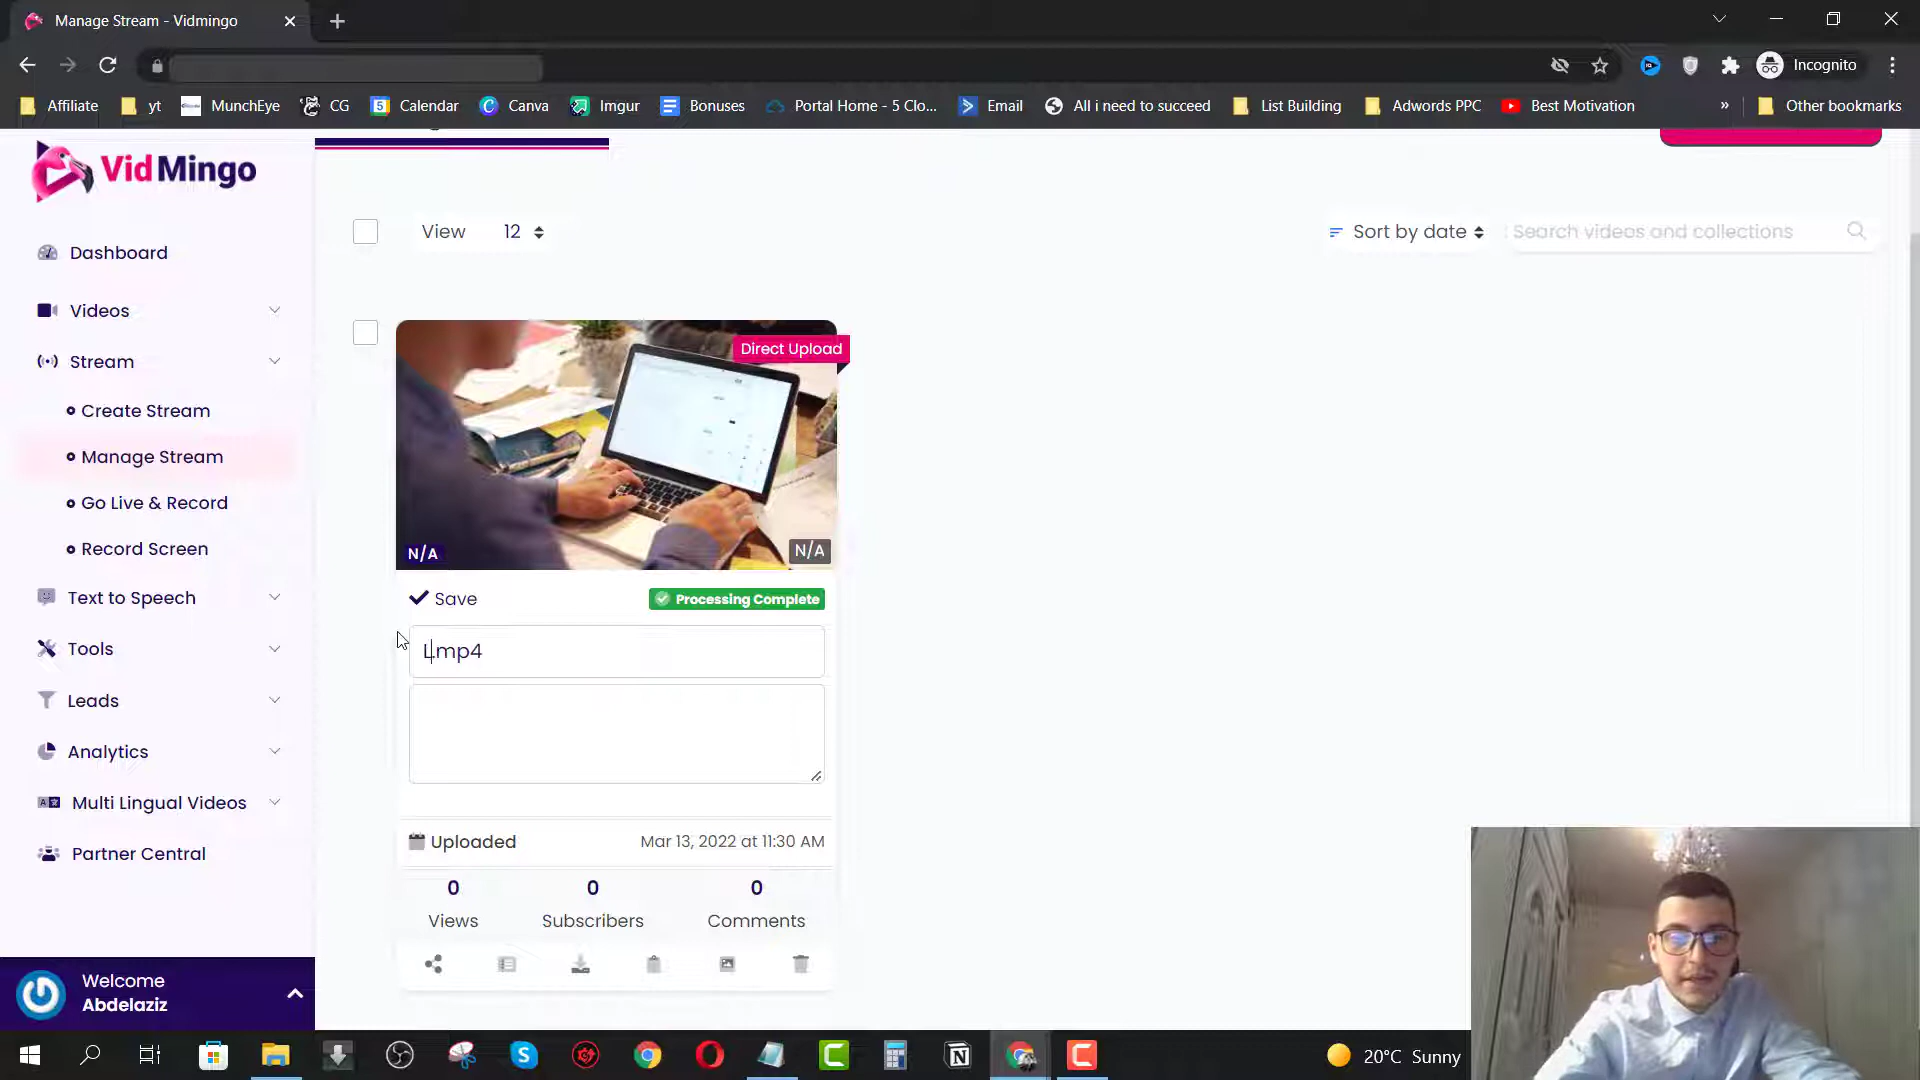 Manage Stream - Vidmingo
Incognito
Affiliate
yt
MunchEye
CG
5
Calendar
Canva
Imgur
Bonuses
Portal Home - 5 Clo...
Email
All i need to succeed
List Building
Adwords PPC
Best Motivation
»
Other bookmarks
VidMingo
View 12
Sort by date
Search videos and collections
Dashboard
Videos
Stream
Create Stream
Manage Stream
Go Live & Record
Record Screen
Text to Speech
Tools
Leads
Analytics
Multi Lingual Videos
Partner Central
Welcome
Abdelaziz
Direct Upload
N/A
N/A
Save
Processing Complete
L.mp4
Uploaded
Mar 13, 2022 at 11:30 AM
0
0
0
Views
Subscribers
Comments
20°C Sunny